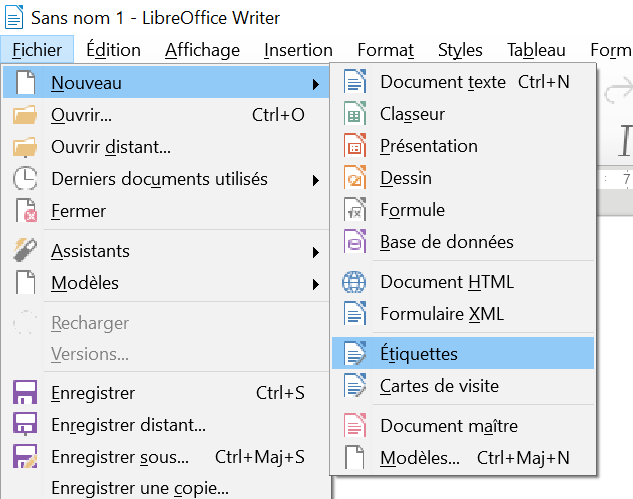 Sans nom 1 - LibreOffice Writer
Fichier Édition Affichage Insertion Format Styles Tableau Form
Nouveau
Ouvrir... Ctrl+O
Ouvrir distant...
Derniers documents utilisés
Fermer
Assistants
Modèles
Recharger
Versions...
Enregistrer Ctrl+S
Enregistrer distant...
Enregistrer sous... Ctrl+Maj+S
Enregistrer une copie...
Document texte Ctrl+N
Classeur
Présentation
Dessin
Formule
Base de données
Document HTML
Formulaire XML
Étiquettes
Cartes de visite
Document maître
Modèles... Ctrl+Maj+N
7